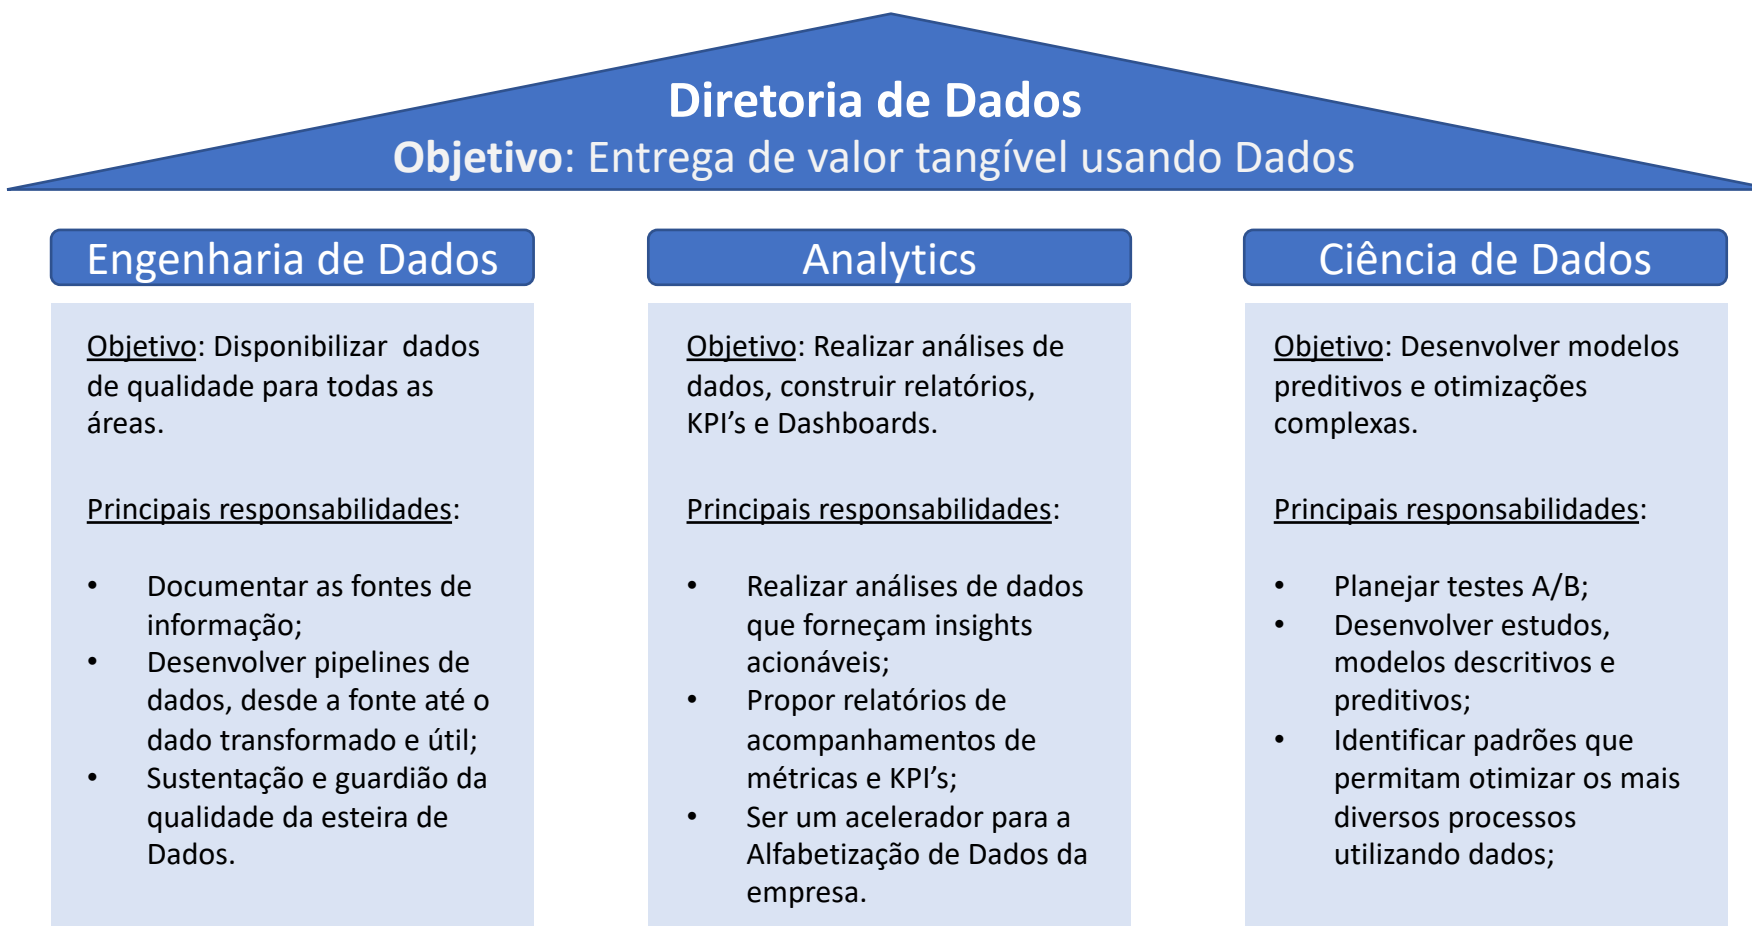 Diretoria de Dados
Objetivo: Entrega de valor tangível usando Dados
Engenharia de Dados
Objetivo: Disponibilizar dados
de qualidade para todas as
áreas.
Principais responsabilidades:
• Documentar as fontes de
informação;
• Desenvolver pipelines de
dados, desde a fonte até o
dado transformado e útil;
• Sustentação e guardião da
qualidade da esteira de
Dados.
Analytics
Objetivo: Realizar análises de
dados, construir relatórios,
KPI’s e Dashboards.
Principais responsabilidades:
• Realizar análises de dados
que forneçam insights
acionáveis;
• Propor relatórios de
acompanhamentos de
métricas e KPI’s;
• Ser um acelerador para a
Alfabetização de Dados da
empresa.
Ciência de Dados
Objetivo: Desenvolver modelos
preditivos e otimizações
complexas.
Principais responsabilidades:
• Planejar testes A/B;
• Desenvolver estudos,
modelos descritivos e
preditivos;
• Identificar padrões que
permitam otimizar os mais
diversos processos
utilizando dados;